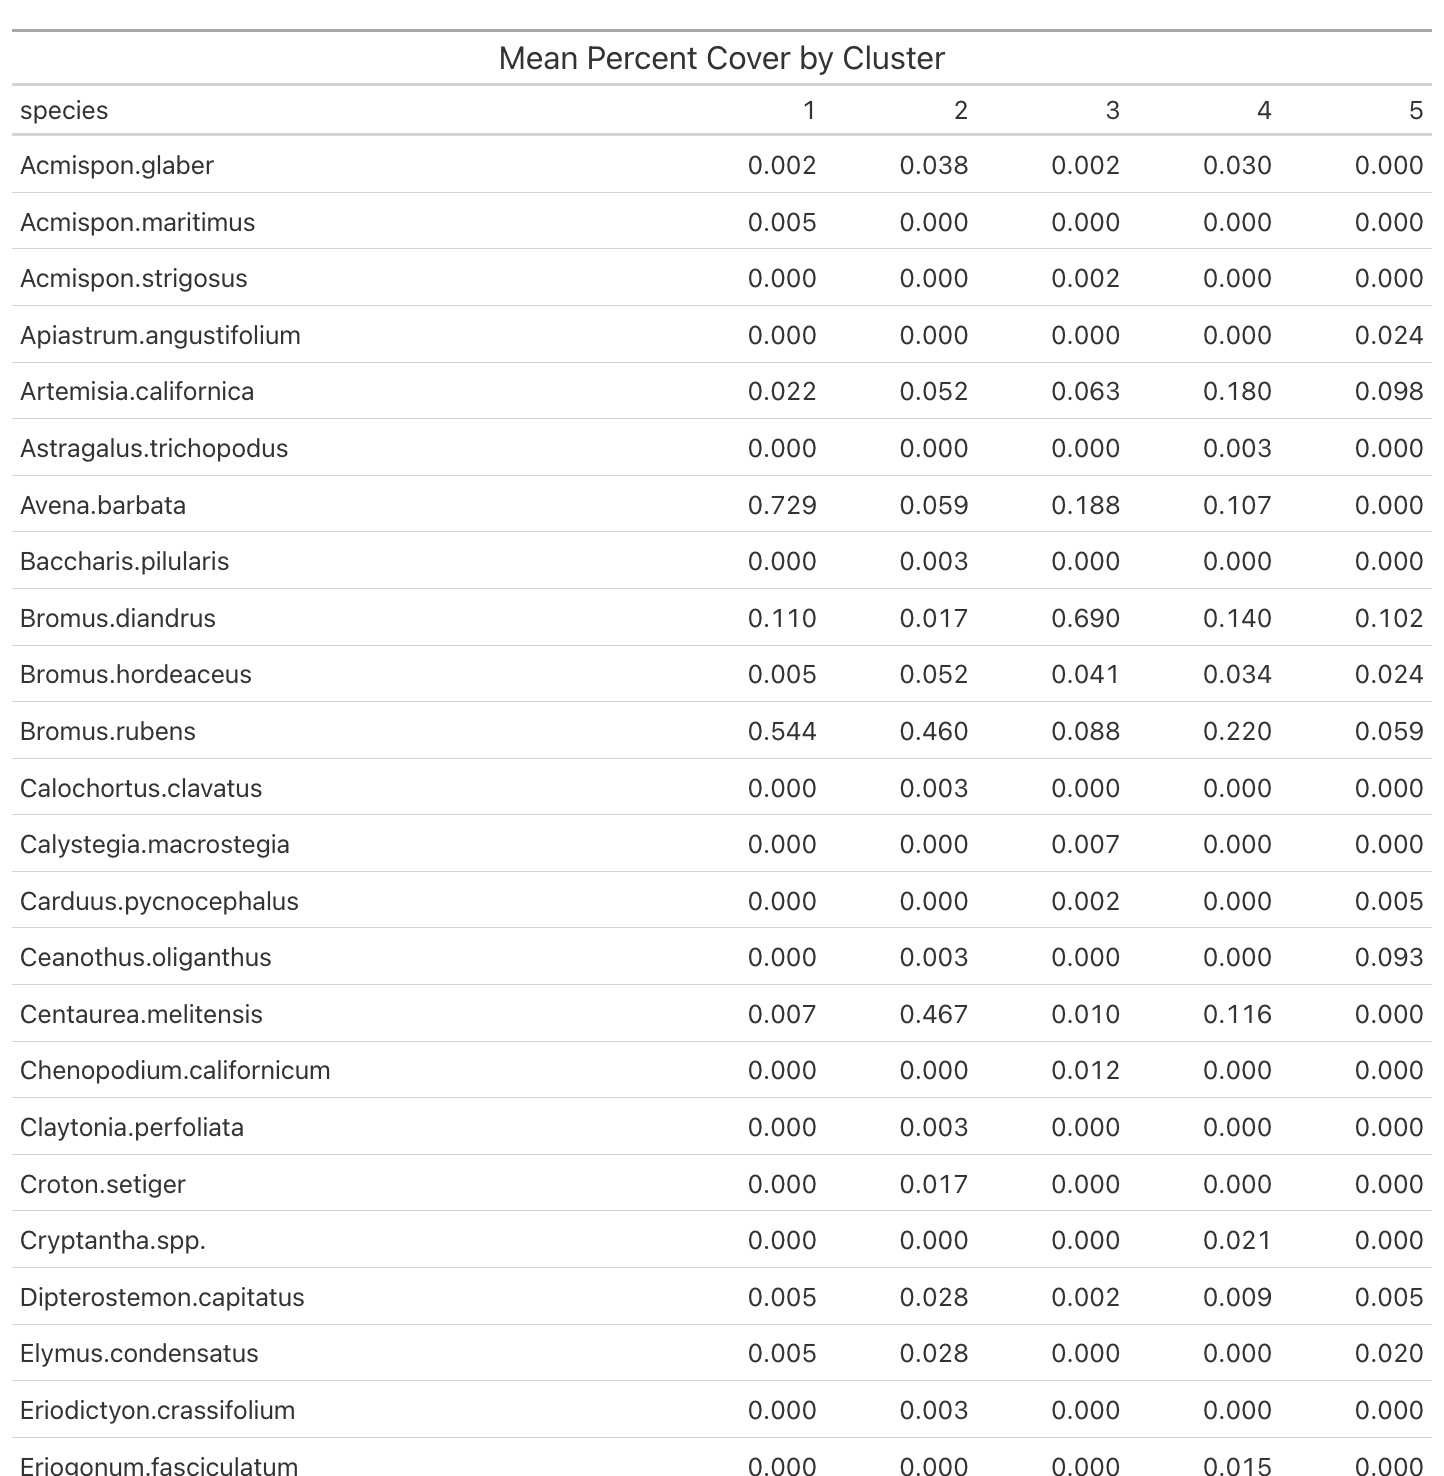 Mean Percent Cover by Cluster
species 1 2 3 4 5
Acmispon.glaber 0.002 0.038 0.002 0.030 0.000
Acmispon.maritimus 0.005 0.000 0.000 0.000 0.000
Acmispon.strigosus 0.000 0.000 0.002 0.000 0.000
Apiastrum.angustifolium 0.000 0.000 0.000 0.000 0.024
Artemisia.californica 0.022 0.052 0.063 0.180 0.098
Astragalus.trichopodus 0.000 0.000 0.000 0.003 0.000
Avena.barbata 0.729 0.059 0.188 0.107 0.000
Baccharis.pilularis 0.000 0.003 0.000 0.000 0.000
Bromus.diandrus 0.110 0.017 0.690 0.140 0.102
Bromus.hordeaceus 0.005 0.052 0.041 0.034 0.024
Bromus.rubens 0.544 0.460 0.088 0.220 0.059
Calochortus.clavatus 0.000 0.003 0.000 0.000 0.000
Calystegia.macrostegia 0.000 0.000 0.007 0.000 0.000
Carduus.pycnocephalus 0.000 0.000 0.002 0.000 0.005
Ceanothus.oliganthus 0.000 0.003 0.000 0.000 0.093
Centaurea.melitensis 0.007 0.467 0.010 0.116 0.000
Chenopodium.californicum 0.000 0.000 0.012 0.000 0.000
Claytonia.perfoliata 0.000 0.003 0.000 0.000 0.000
Croton.setiger 0.000 0.017 0.000 0.000 0.000
Cryptantha.spp. 0.000 0.000 0.000 0.021 0.000
Dipterostemon.capitatus 0.005 0.028 0.002 0.009 0.005
Elymus.condensatus 0.005 0.028 0.000 0.000 0.020
Eriodictyon.crassifolium 0.000 0.003 0.000 0.000 0.000
Eriogonum.fasciculatum 0.000 0.000 0.000 0.015 0.000